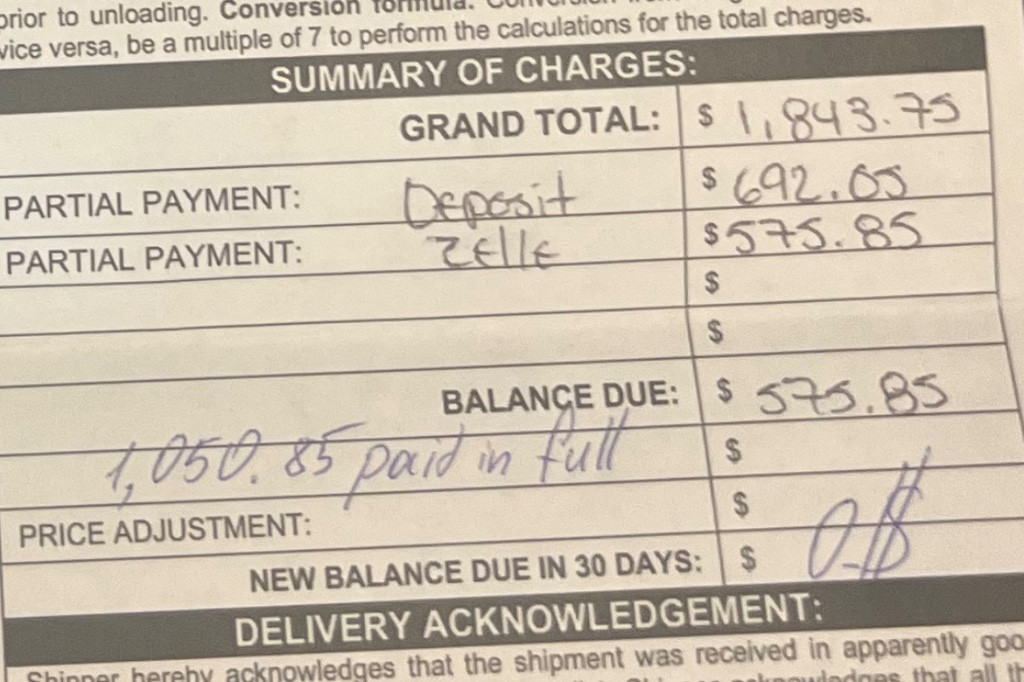 prior to unloading. Conversion formula:
vice versa, be a multiple of 7 to perform the calculations for the total charges.
SUMMARY OF CHARGES:
GRAND TOTAL: $ 1,843.75
PARTIAL PAYMENT: Deposit $ 692.05
PARTIAL PAYMENT: ZEllE $ 575.85
$
$
BALANCE DUE: $ 575.85
1,050.85 paid in full $
PRICE ADJUSTMENT: $
NEW BALANCE DUE IN 30 DAYS: $ 0.$
DELIVERY ACKNOWLEDGEMENT:
Shipper hereby acknowledges that the shipment was received in apparently
that all